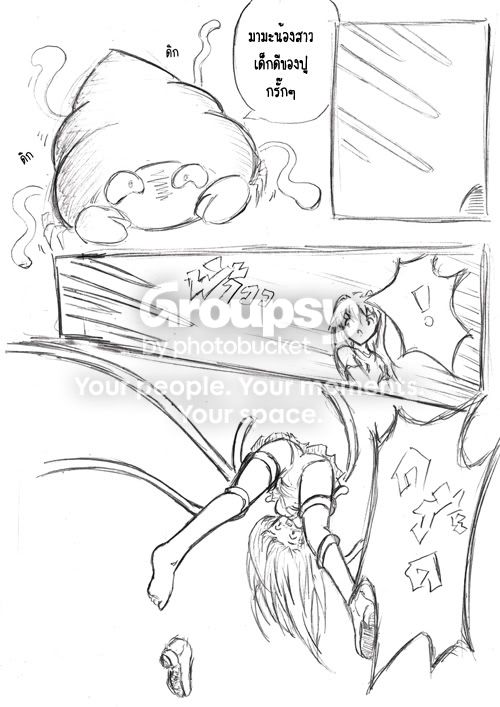 มามะน้องสาว
เด็กดีของปู
กรั๊กๆ
ดิก
ดิก
!
Groupsy
by photobucket
Your people. Your moments.
Your space.